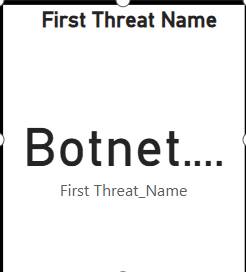 First Threat Name
Botnet....
First Threat_Name